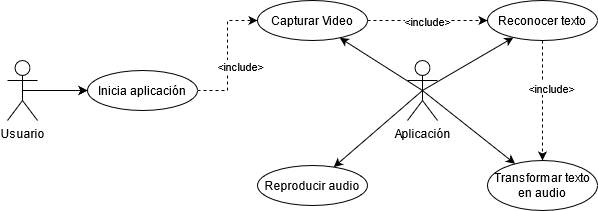 Capturar Video
<include>
Reconocer texto
<include>
Inicia aplicación
<include>
Usuario
Aplicación
Reproducir audio
Transformar texto
en audio